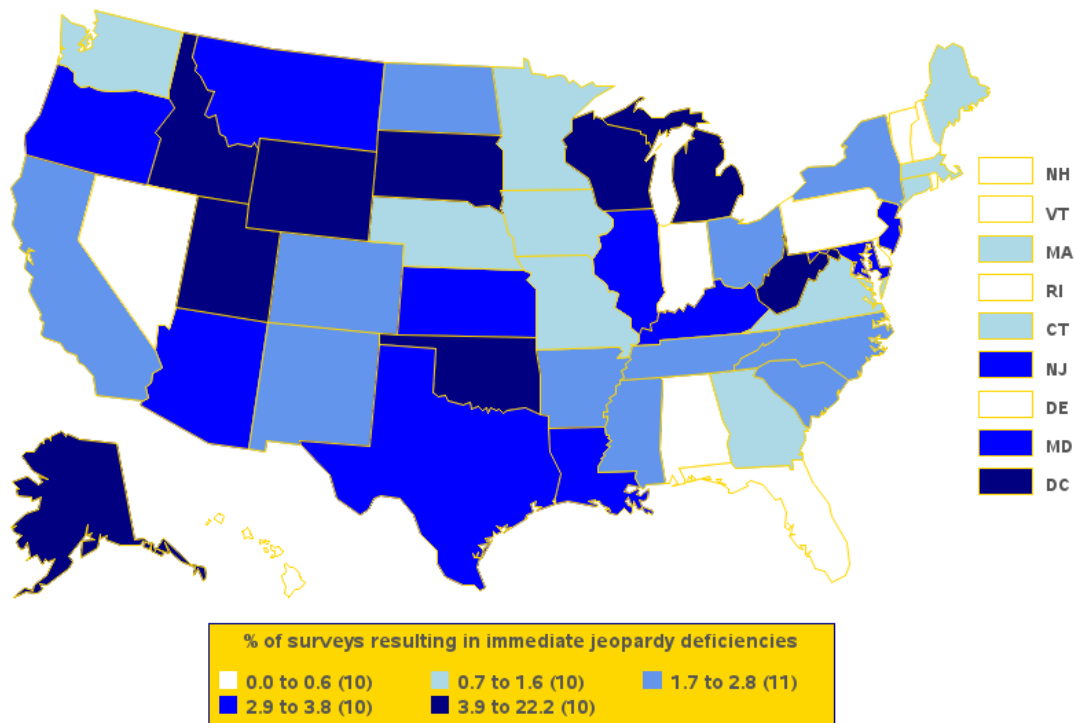 NH
VT
MA
RI
CT
NJ
DE
MD
DC
% of surveys resulting in immediate jeopardy deficiencies
0.0 to 0.6 (10) 0.7 to 1.6 (10) 1.7 to 2.8 (11)
2.9 to 3.8 (10) 3.9 to 22.2 (10)